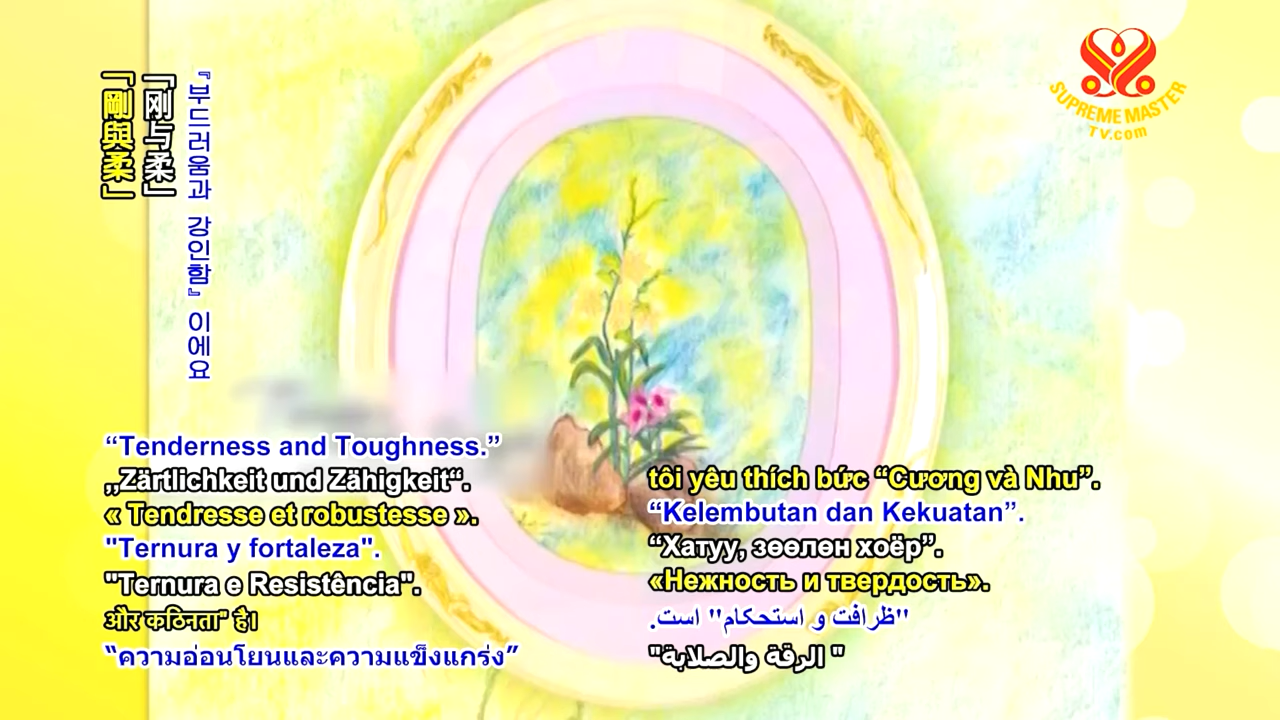 「剛與柔」
「刚与柔」
『부드러움과 강인함』이에요
SUPREME MASTER
TV.com
“Tenderness and Toughness.”
„Zärtlichkeit und Zähigkeit“.
« Tendresse et robustesse ».
"Ternura y fortaleza".
"Ternura e Resistência".
और कठिनता" है।
“ความอ่อนโยนและความแข็งแกร่ง”
tôi yêu thích bức “Cương và Nhu”.
“Kelembutan dan Kekuatan”.
“Хатуу, зөөлөн хоёр”.
«Нежность и твердость».
"ظرافت و استحکام" است.
"الرقة والصلابة "